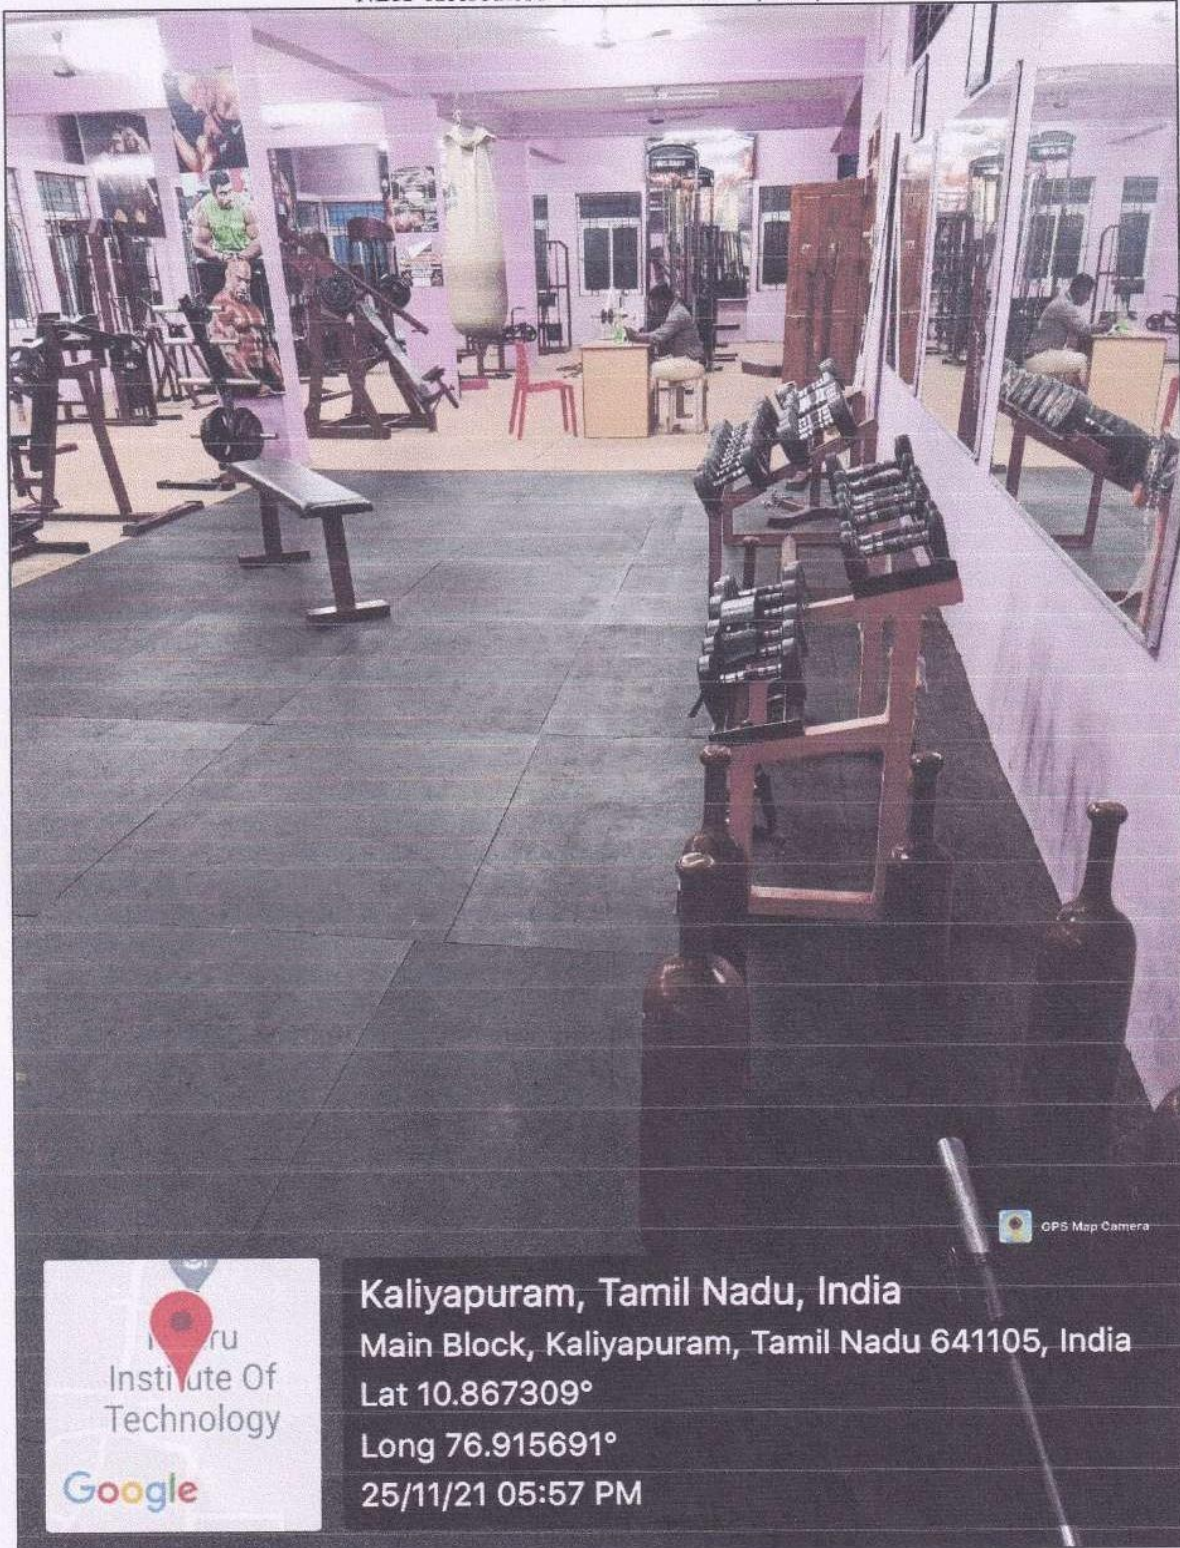 GPS Map Camera
Institute Of
Technology
Google
Kaliyapuram, Tamil Nadu, India
Main Block, Kaliyapuram, Tamil Nadu 641105, India
Lat 10.867309°
Long 76.915691°
25/11/21 05:57 PM